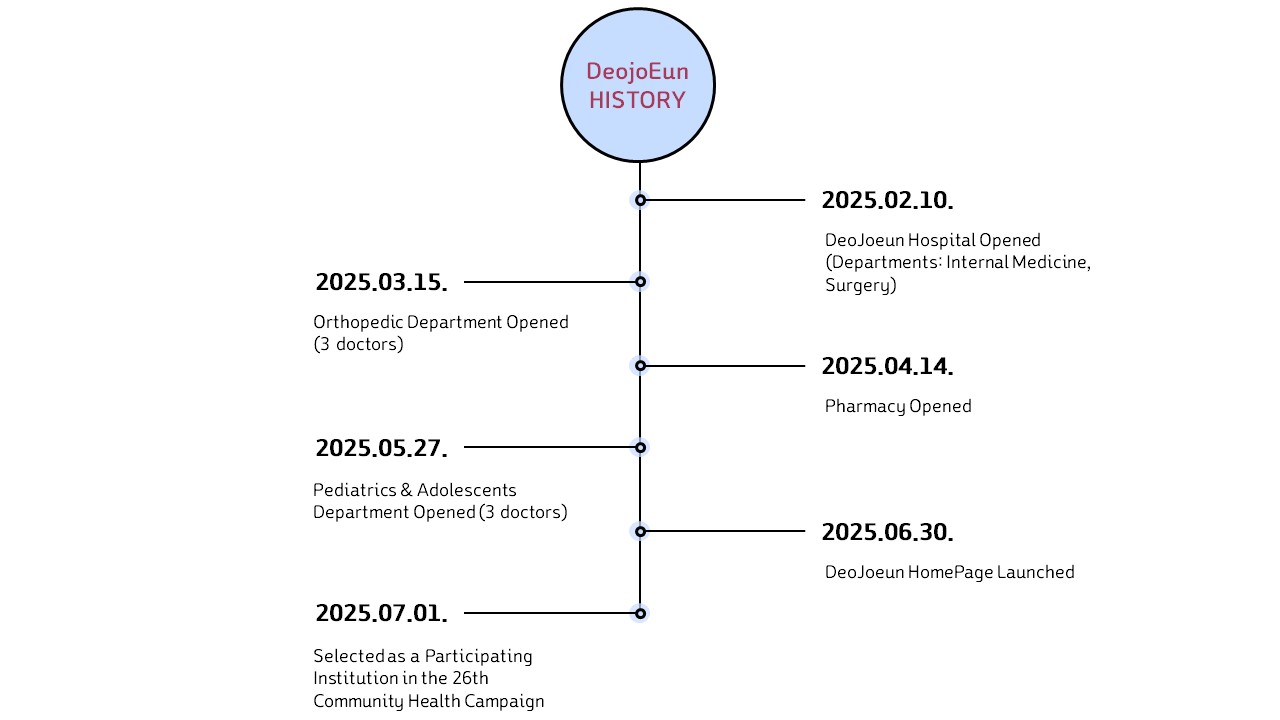 DeojoEun
HISTORY
2025.02.10.
DeoJoeun Hospital Opened
(Departments: Internal Medicine,
Surgery)
2025.03.15.
Orthopedic Department Opened
(3 doctors)
2025.04.14.
Pharmacy Opened
2025.05.27.
Pediatrics & Adolescents
Department Opened (3 doctors)
2025.06.30.
DeoJoeun HomePage Launched
2025.07.01.
Selected as a Participating
Institution in the 26th
Community Health Campaign